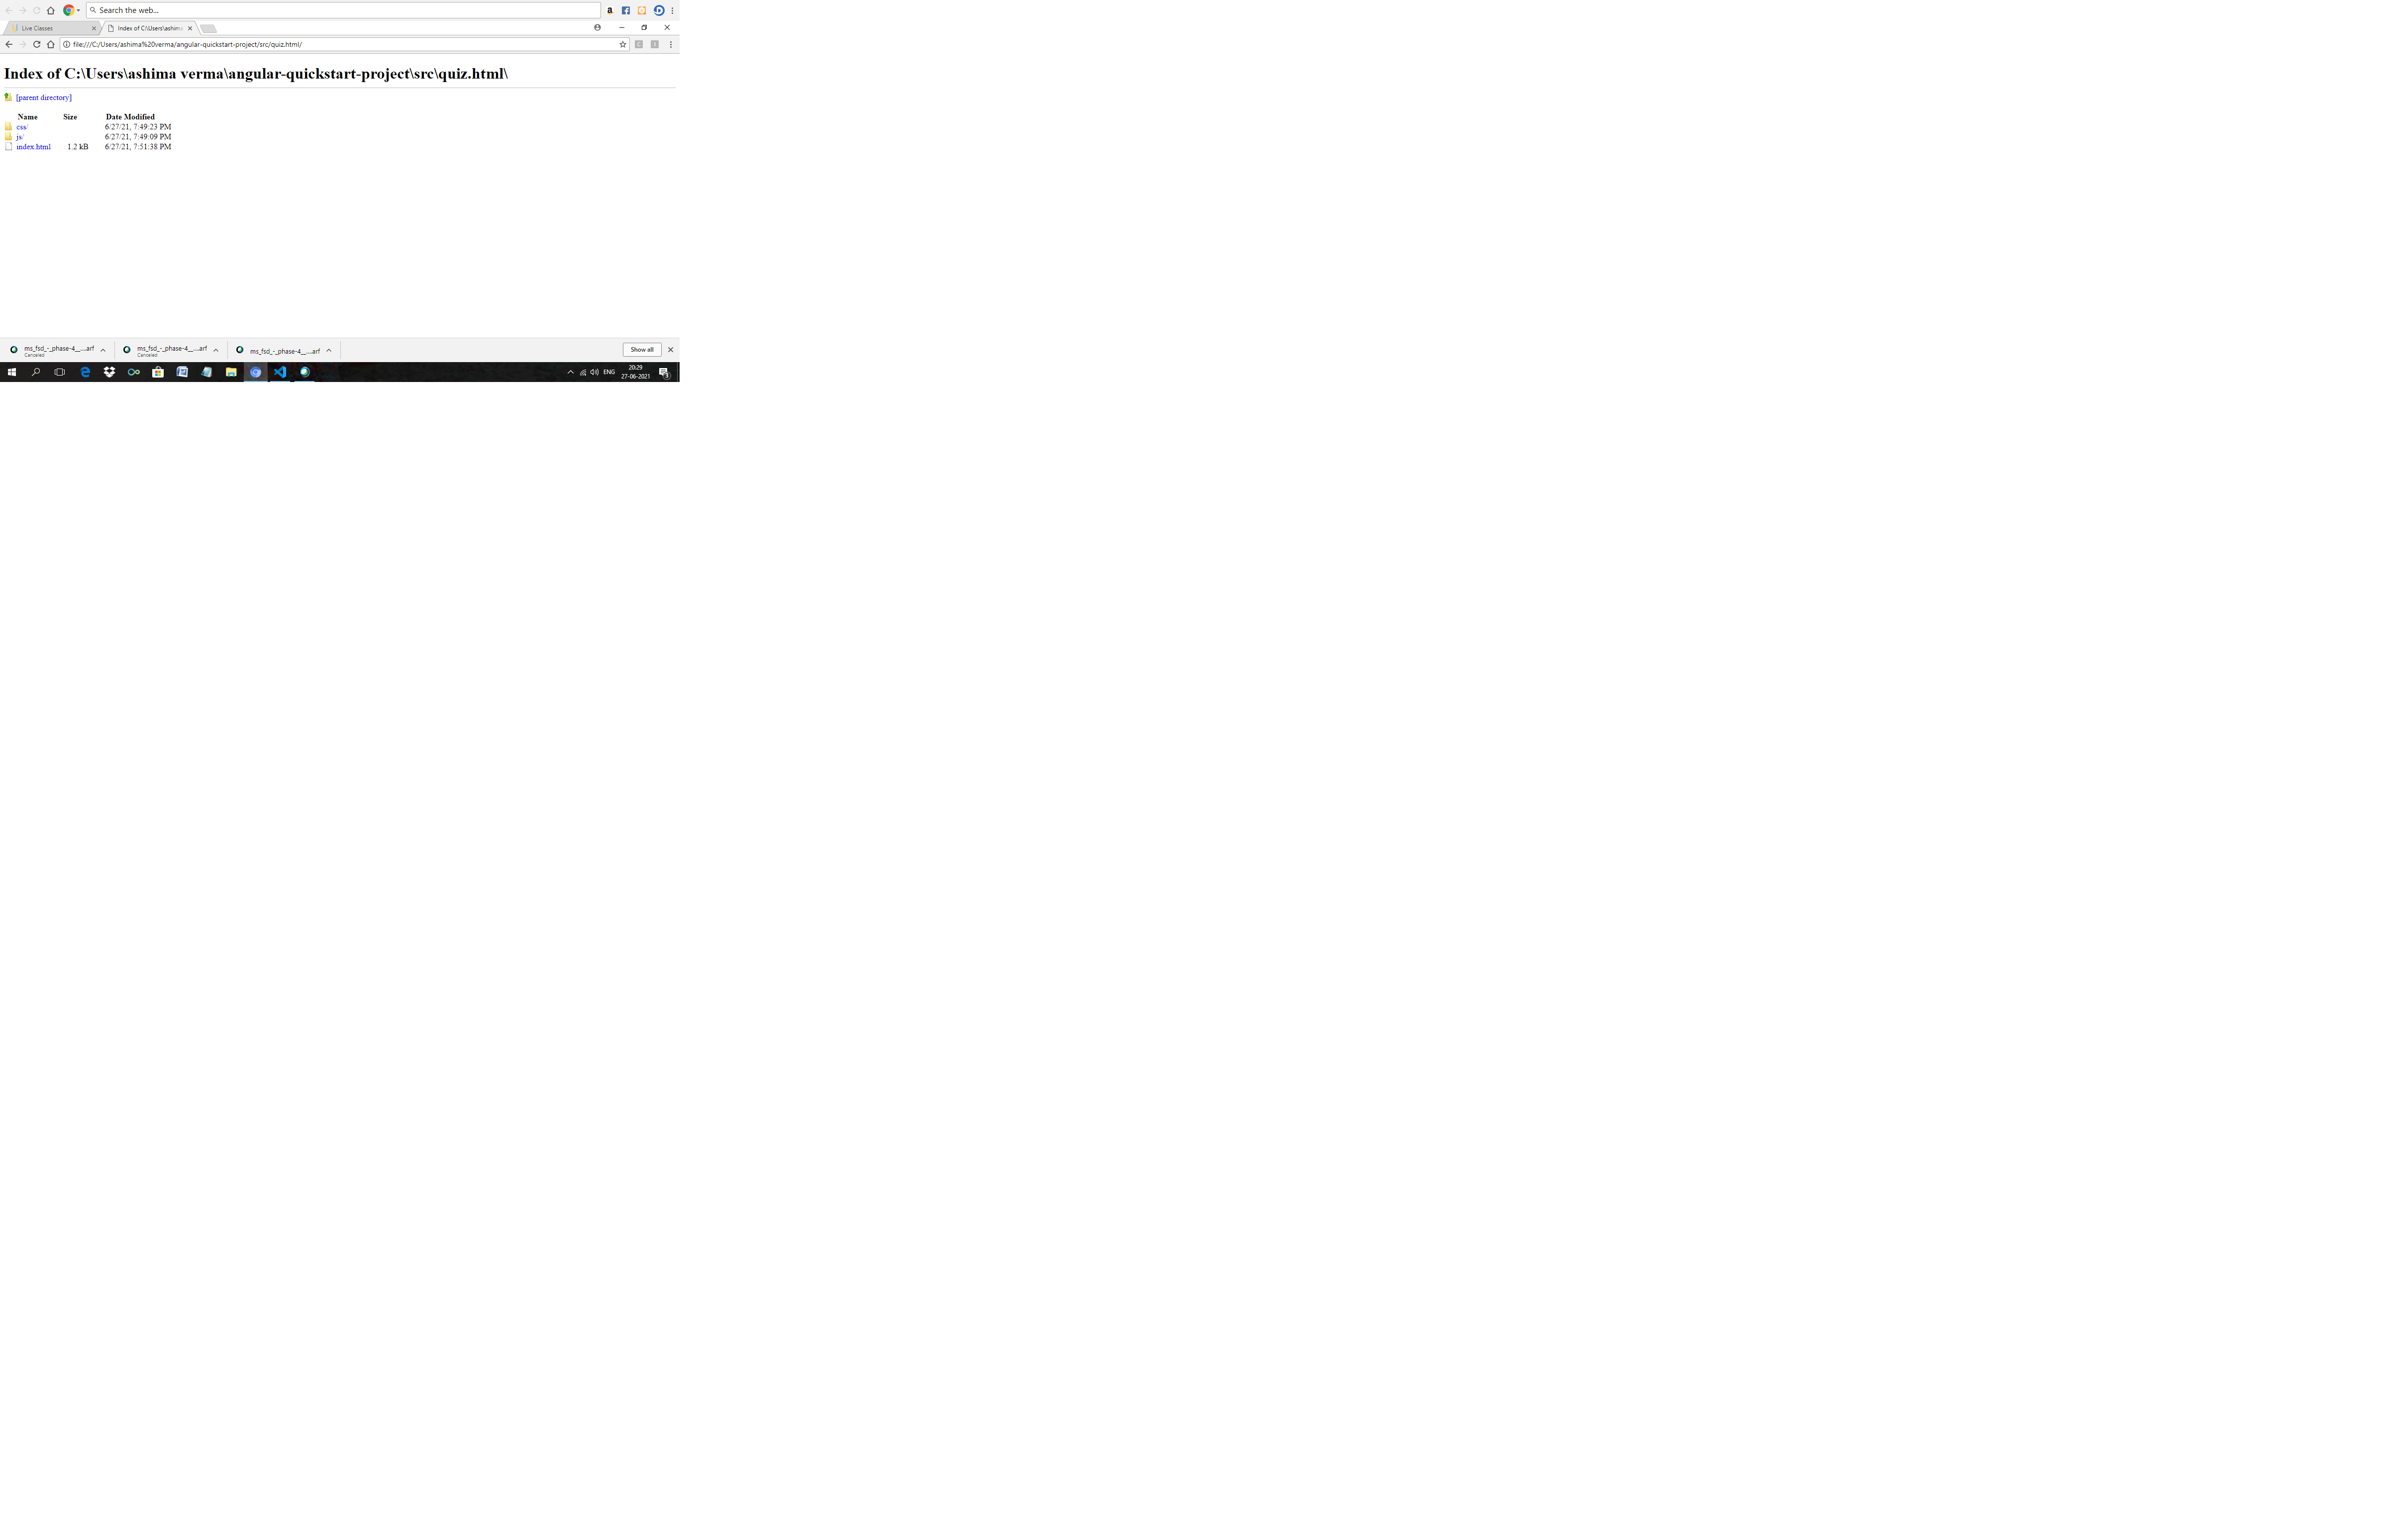 Search the web...
Live Classes
Index of C:\Users\ashima
file:///C:/Users/ashima%20verma/angular-quickstart-project/src/quiz.html/
Index of C:\Users\ashima verma\angular-quickstart-project\src\quiz.html\
[parent directory]
Name Size Date Modified
css/ 6/27/21, 7:49:23 PM
js/ 6/27/21, 7:49:09 PM
index.html 1.2 kB 6/27/21, 7:51:38 PM
ms_fsd_-_phase-4__....arf ms_fsd_-_phase-4__....arf ms_fsd_-_phase-4__....arf Show all
Canceled Canceled
ENG 20:29
27-06-2021